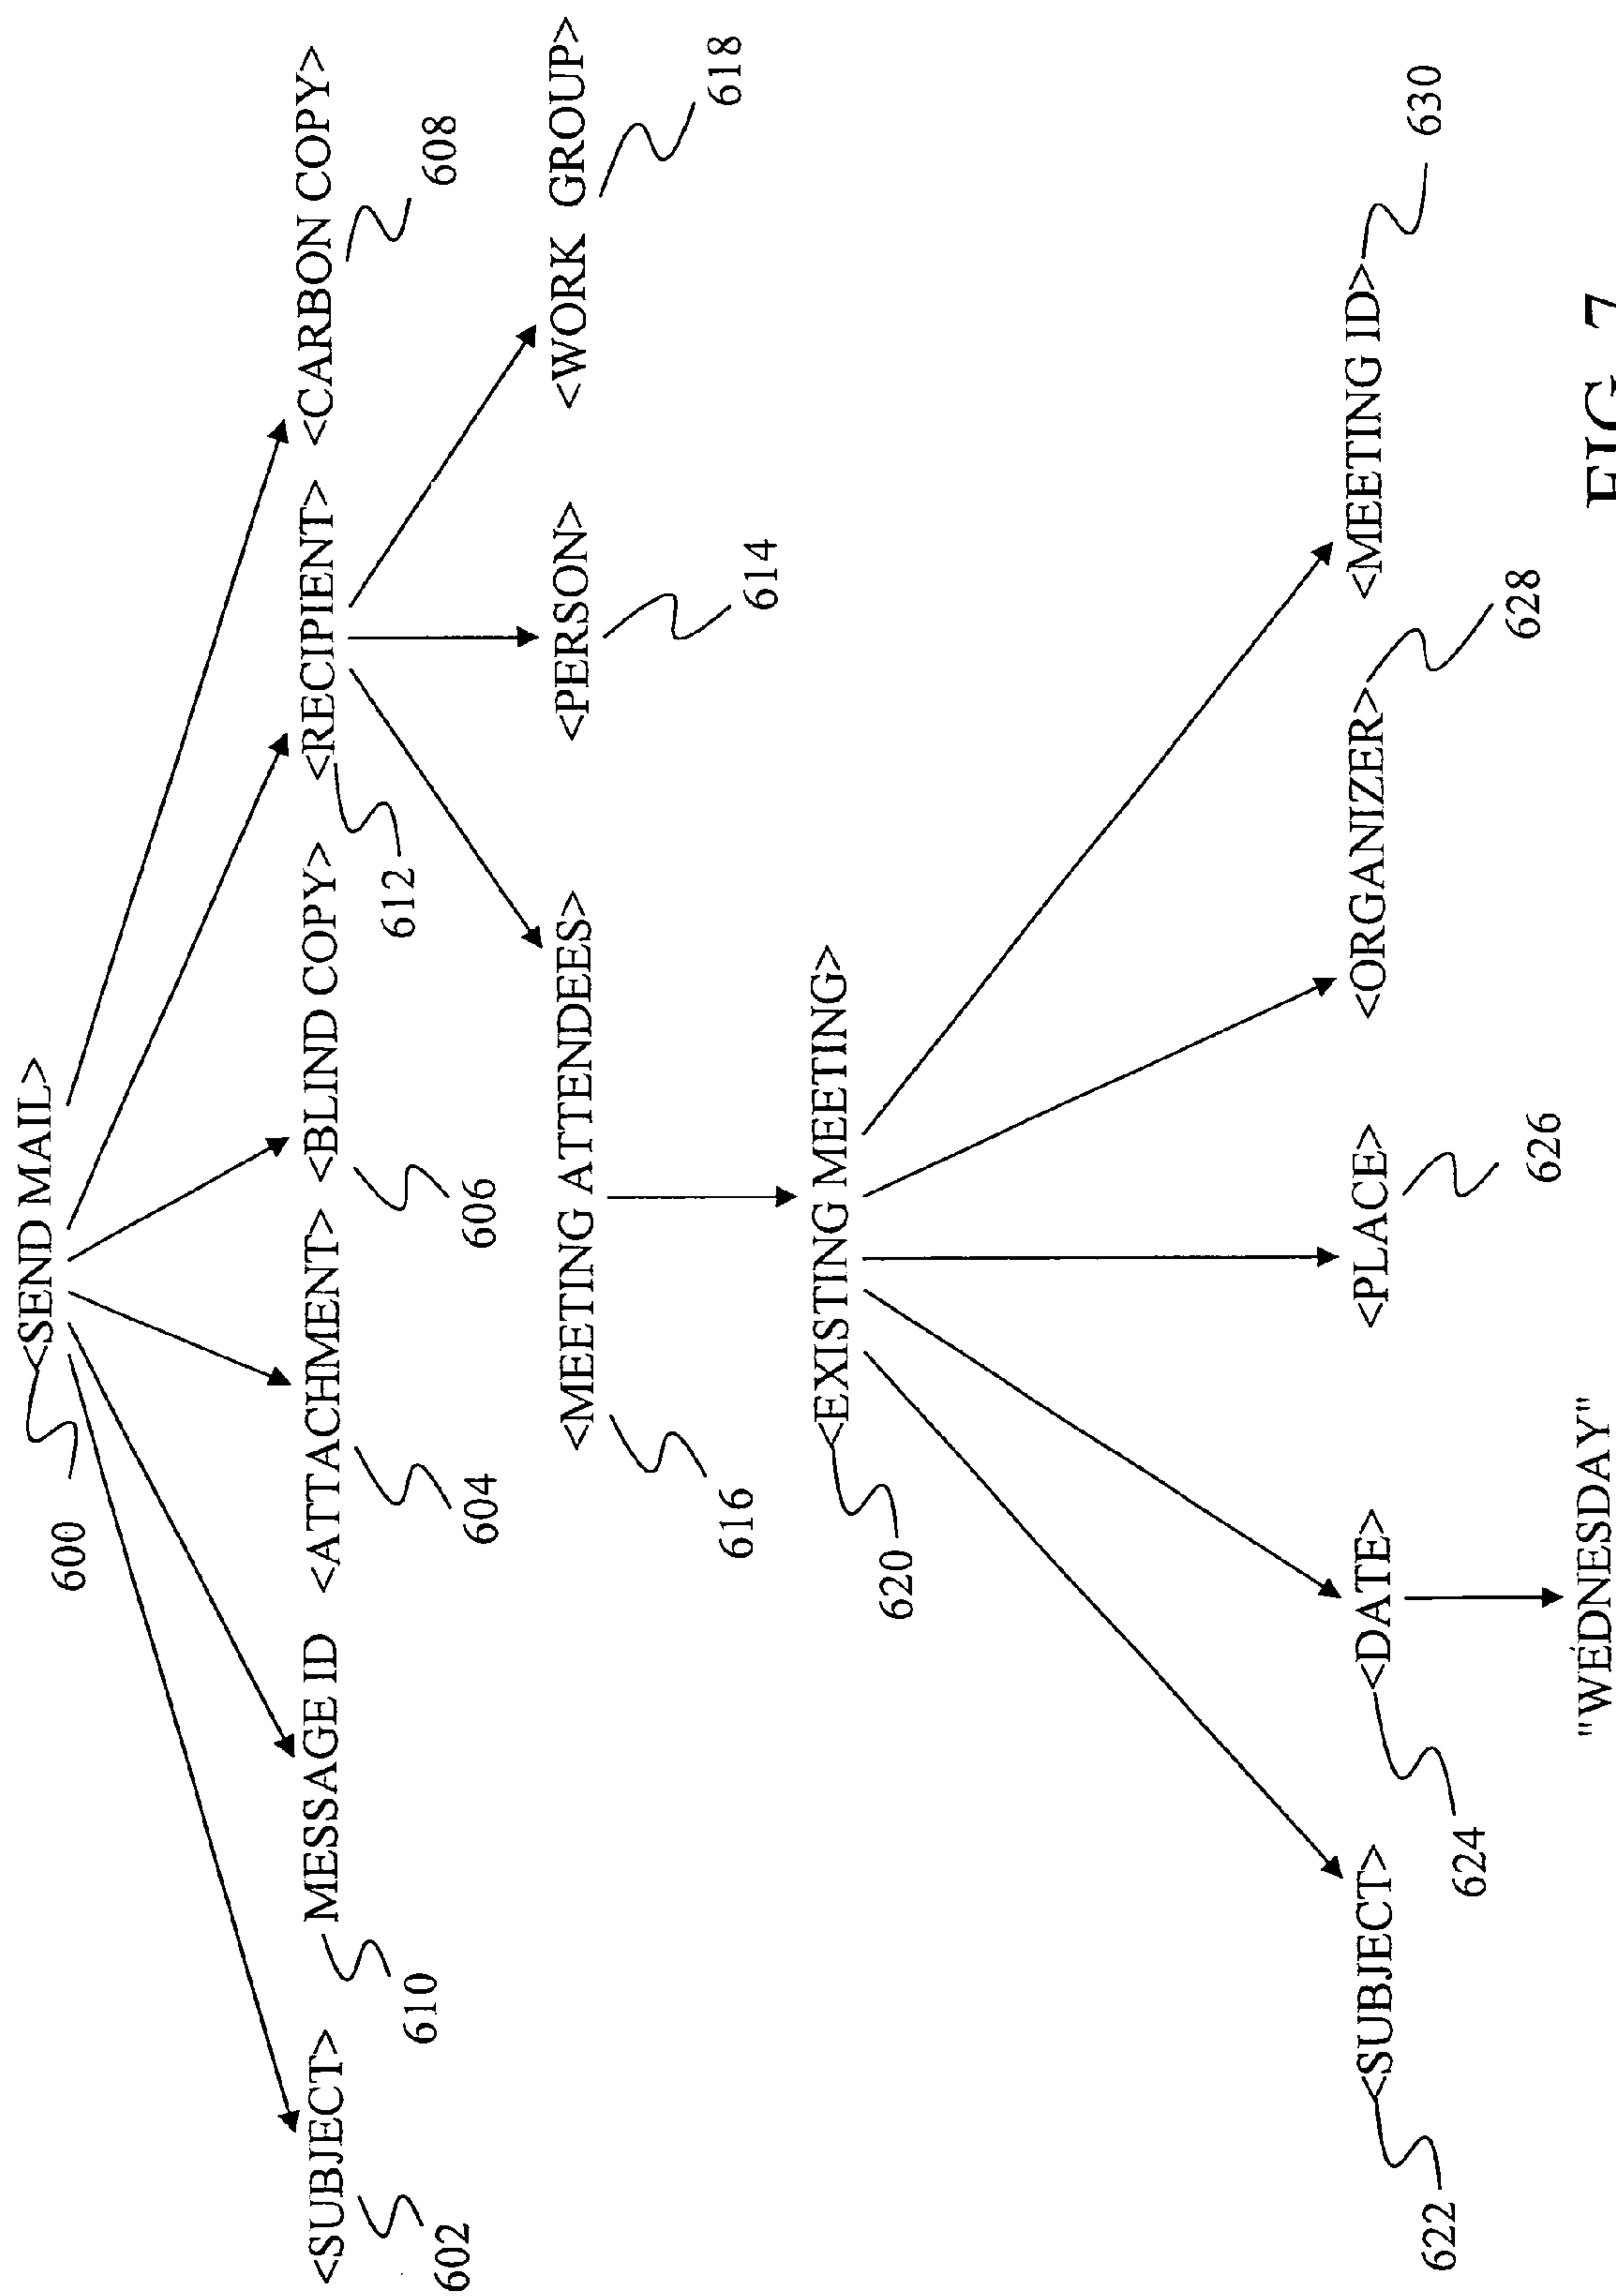 <SEND MAIL>
600
<SUBJECT> MESSAGE ID <ATTACHMENT> <BLIND COPY> <RECIPIENT> <CARBON COPY>
602 610 604 606 612 608
<MEETING ATTENDEES> <PERSON> <WORK GROUP>
616 614 618
<EXISTING MEETING>
620
<SUBJECT> <DATE> <PLACE> <ORGANIZER> <MEETING ID>
622 624 626 628 630
"WEDNESDAY"
FIG. 7